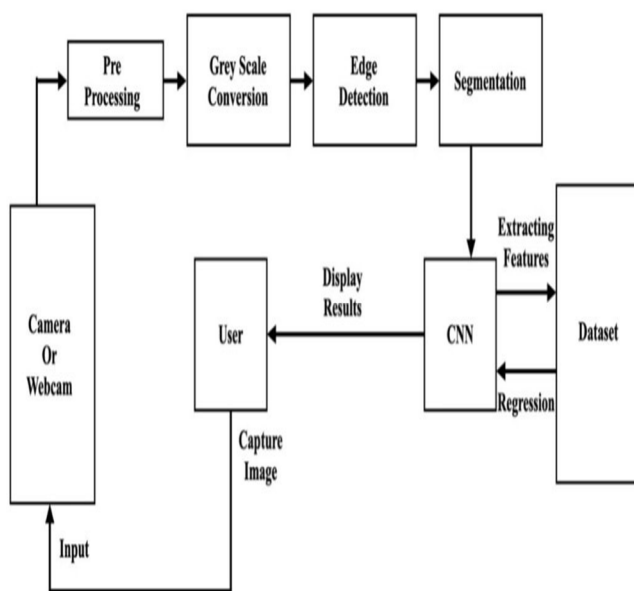 Pre
Processing
Grey Scale
Conversion
Edge
Detection
Segmentation
Extracting
Features
Display
Results
Camera
Or
Webcam
User
CNN
Dataset
Regression
Capture
Image
Input